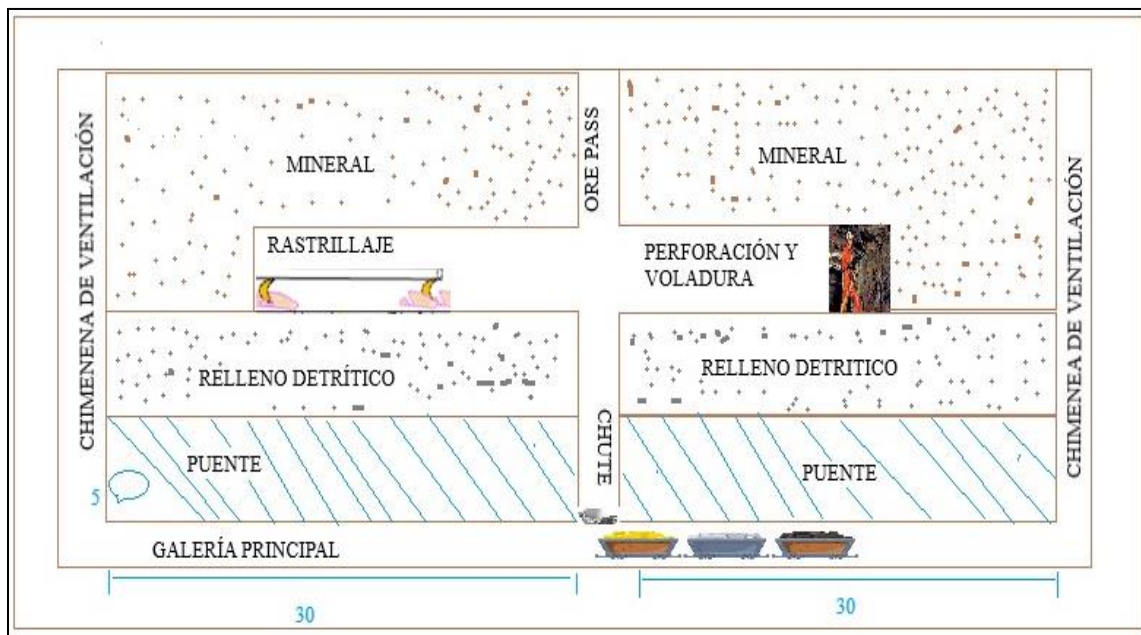 CHIMENENA DE VENTILACIÓN
MINERAL
ORE PASS
MINERAL
CHIMENEA DE VENTILACIÓN
RASTRILLAJE
PERFORACIÓN Y
VOLADURA
RELLENO DETRÍTICO
RELLENO DETRITICO
CHUTE
PUENTE
PUENTE
5
GALERÍA PRINCIPAL
30
30